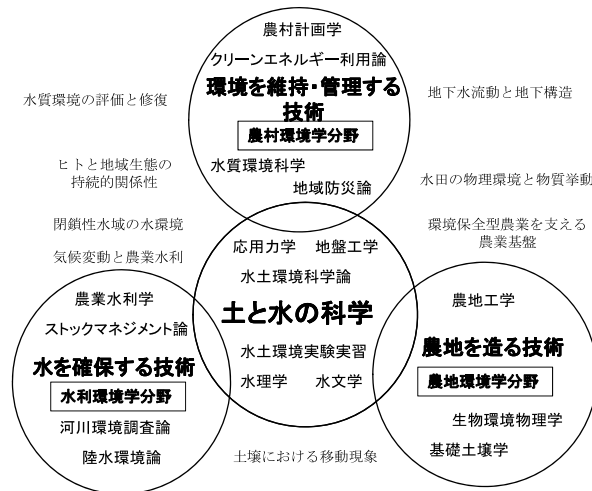 農村計画学
クリーンエネルギー利用論
環境を維持・管理する
技術
農村環境学分野
水質環境科学
地域防災論
水質環境の評価と修復
ヒトと地域生態の
持続的関係性
閉鎖性水域の水環境
気候変動と農業水利
地下水流動と地下構造
水田の物理環境と物質挙動
環境保全型農業を支える
農業基盤
応用力学 地盤工学
水土環境科学論
土と水の科学
水土環境実験実習
水理学 水文学
農業水利学
ストックマネジメント論
水を確保する技術
水利環境学分野
河川環境調査論
陸水環境論
農地工学
農地を造る技術
農地環境学分野
生物環境物理学
基礎土壌学
土壌における移動現象